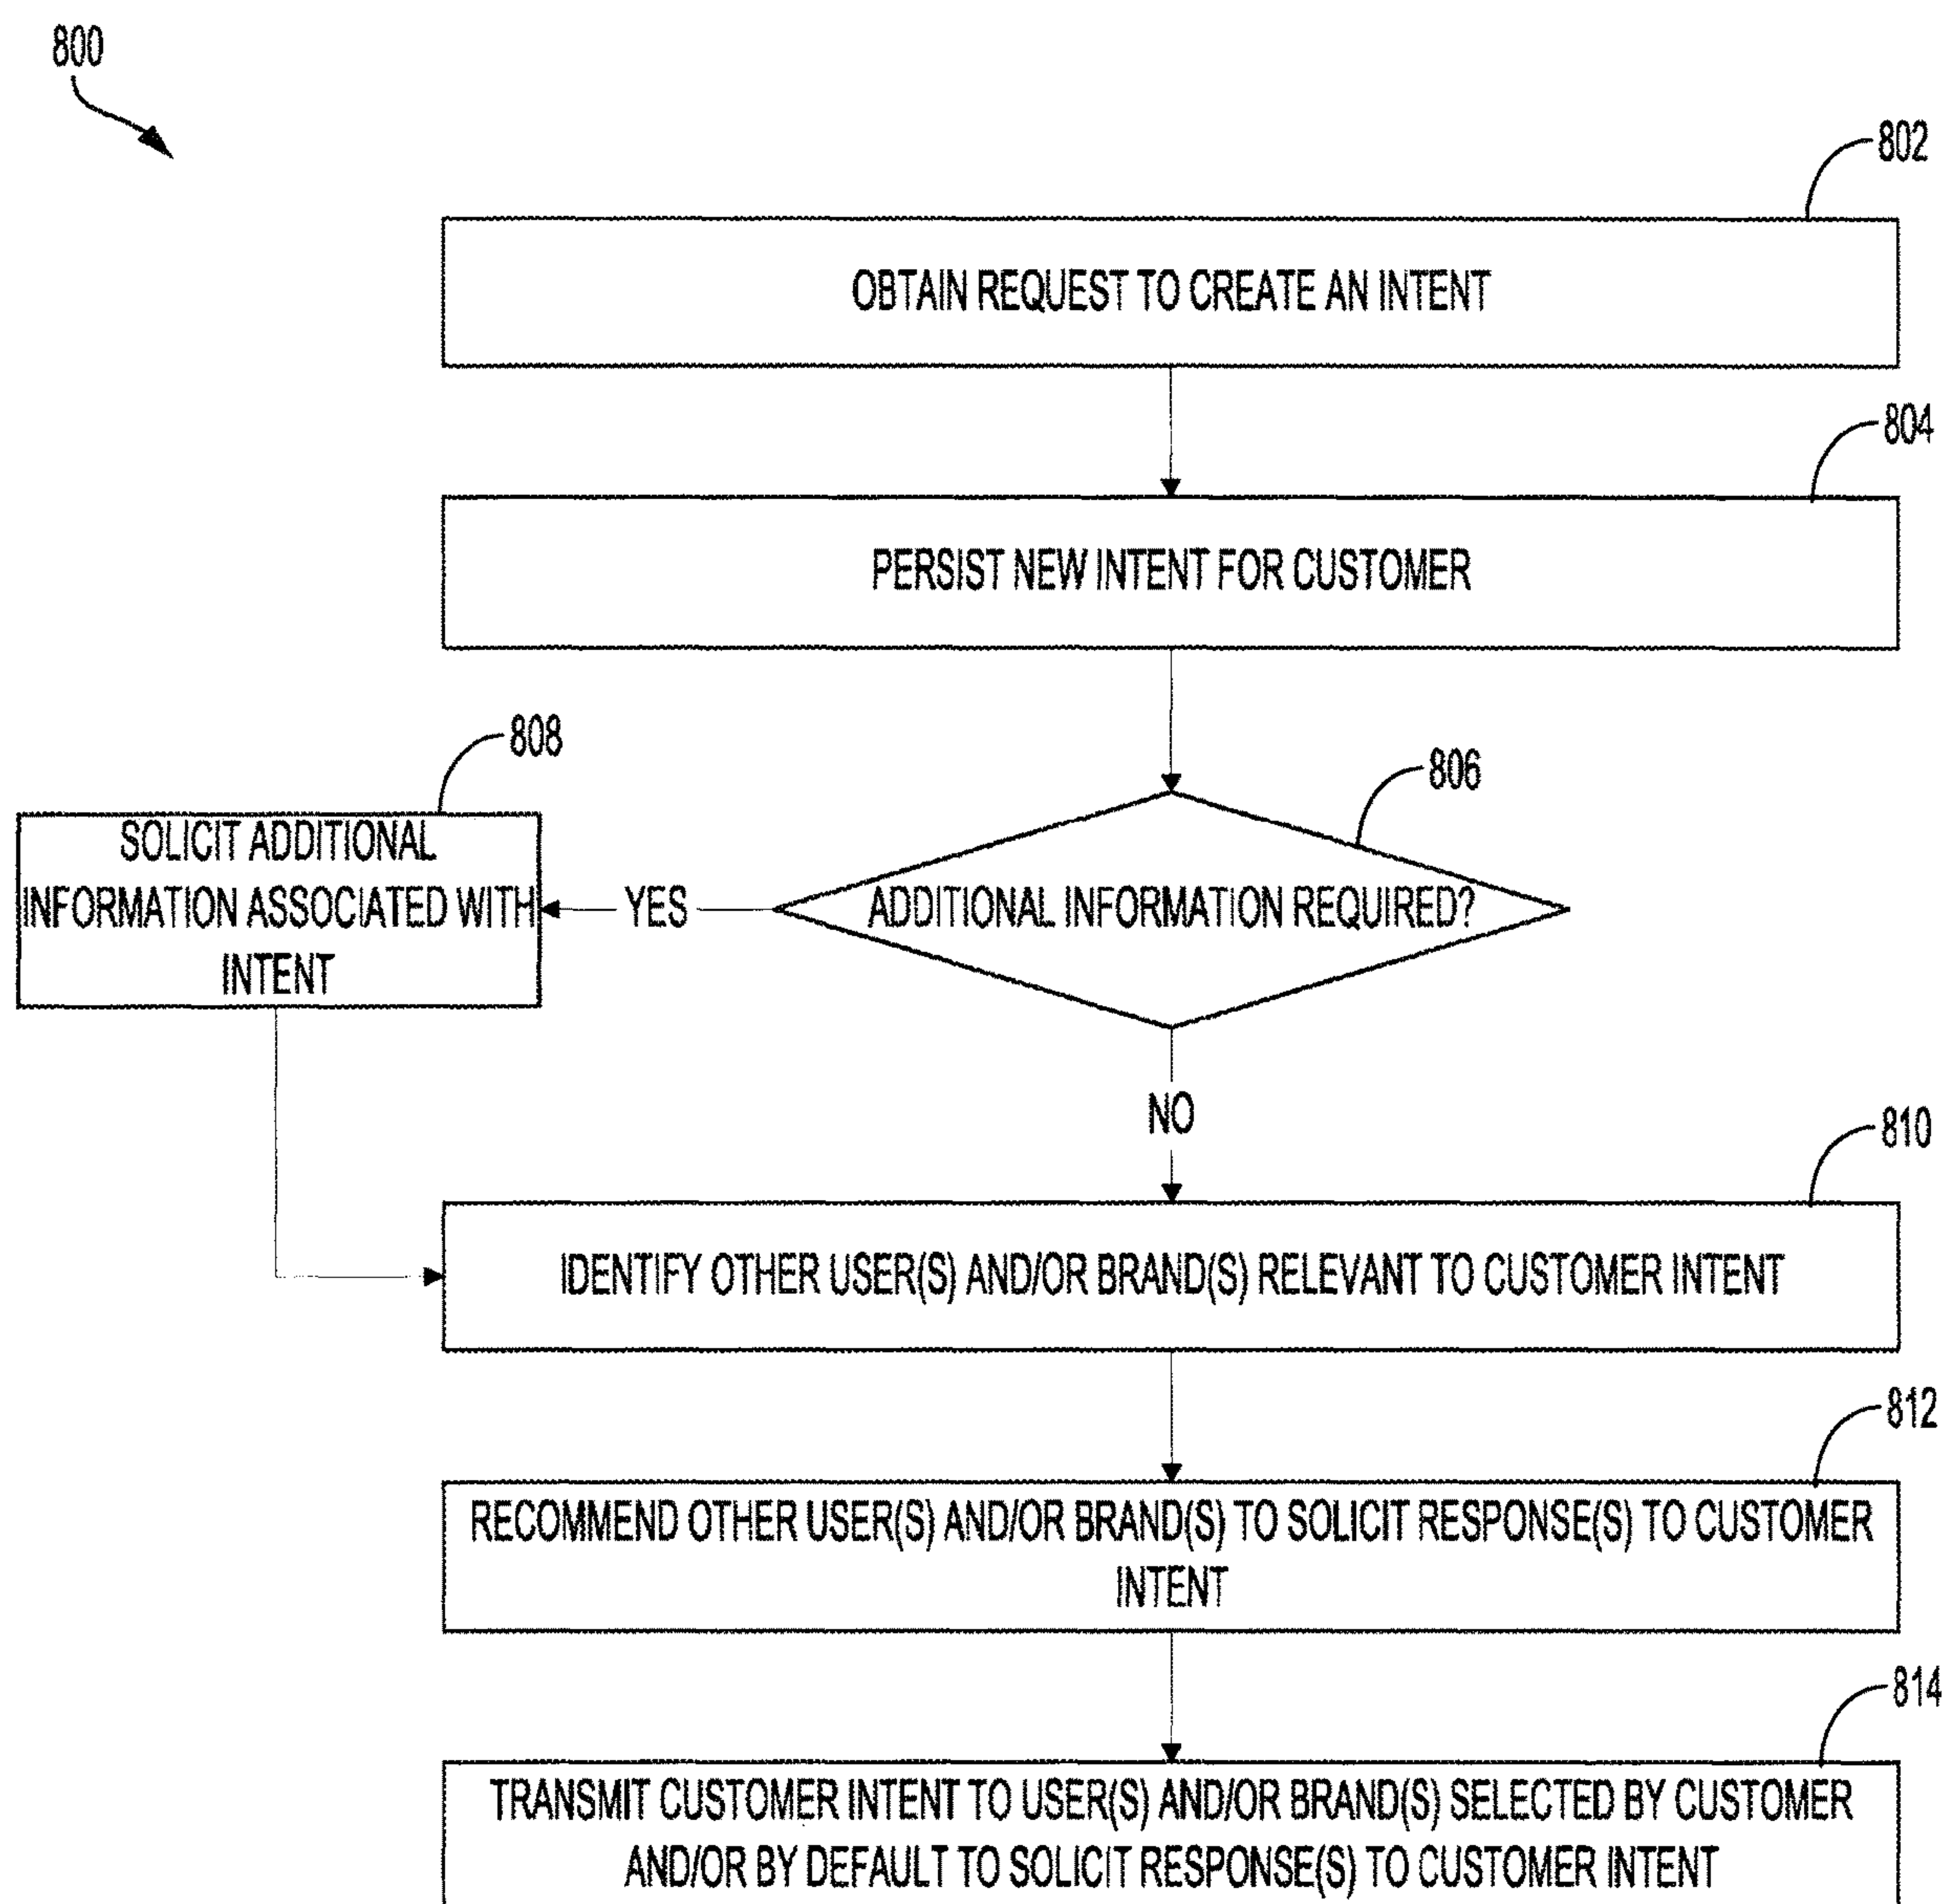 800
802
OBTAIN REQUEST TO CREATE AN INTENT
804
PERSIST NEW INTENT FOR CUSTOMER
808
806
SOLICIT ADDITIONAL
INFORMATION ASSOCIATED WITH
INTENT
YES
ADDITIONAL INFORMATION REQUIRED?
NO
810
IDENTIFY OTHER USER(S) AND/OR BRAND(S) RELEVANT TO CUSTOMER INTENT
812
RECOMMEND OTHER USER(S) AND/OR BRAND(S) TO SOLICIT RESPONSE(S) TO CUSTOMER
INTENT
814
TRANSMIT CUSTOMER INTENT TO USER(S) AND/OR BRAND(S) SELECTED BY CUSTOMER
AND/OR BY DEFAULT TO SOLICIT RESPONSE(S) TO CUSTOMER INTENT